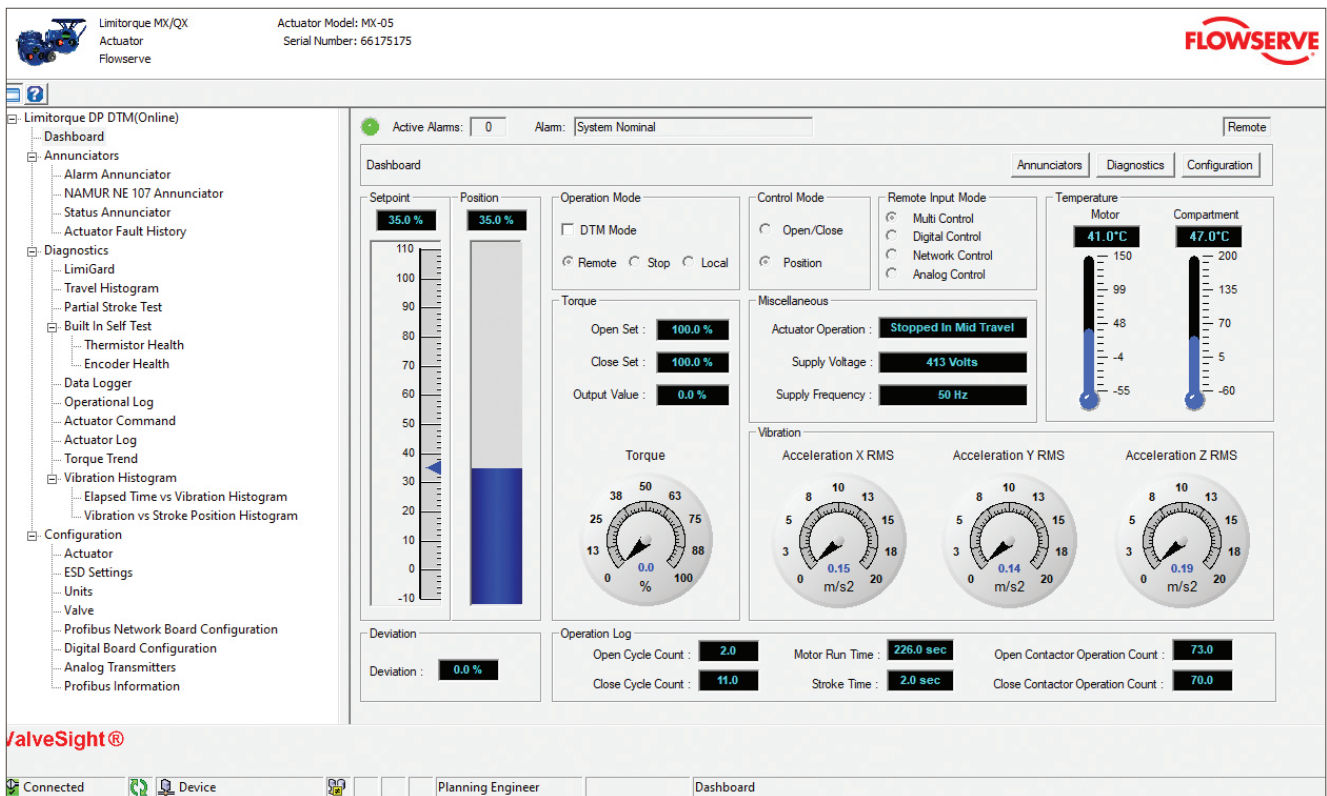 Limitorque MX/QX
Actuator
Flowserve
Actuator Model: MX-05
Serial Number: 66175175
FLOWSERVE
?
Limitorque DP DTM(Online)
Dashboard
Annunciators
Alarm Annunciator
NAMUR NE 107 Annunciator
Status Annunciator
Actuator Fault History
Diagnostics
LimiGard
Travel Histogram
Partial Stroke Test
Built In Self Test
Thermistor Health
Encoder Health
Data Logger
Operational Log
Actuator Command
Actuator Log
Torque Trend
Vibration Histogram
Elapsed Time vs Vibration Histogram
Vibration vs Stroke Position Histogram
Configuration
Actuator
ESD Settings
Units
Valve
Profibus Network Board Configuration
Digital Board Configuration
Analog Transmitters
Profibus Information
Active Alarms: 0 Alarm: System Nominal Remote
Dashboard Annunciators Diagnostics Configuration
Setpoint
35.0 %
110
100
90
80
70
60
50
40
30
20
10
0
-10
Position
35.0 %
Operation Mode
DTM Mode
Remote Stop Local
Control Mode
Open/Close
Position
Remote Input Mode
Multi Control
Digital Control
Network Control
Analog Control
Temperature
Motor
41.0°C
150
99
48
-4
-55
Compartment
47.0°C
200
135
70
5
-60
Torque
Open Set : 100.0 %
Close Set : 100.0 %
Output Value : 0.0 %
Torque
0 13 25 38 50 63 75 88 100
0.0
%
Miscellaneous
Actuator Operation : Stopped In Mid Travel
Supply Voltage : 413 Volts
Supply Frequency : 50 Hz
Vibration
Acceleration X RMS
0 3 5 8 10 13 15 18 20
0.15
m/s2
Acceleration Y RMS
0 3 5 8 10 13 15 18 20
0.14
m/s2
Acceleration Z RMS
0 3 5 8 10 13 15 18 20
0.19
m/s2
Deviation
Deviation : 0.0 %
Operation Log
Open Cycle Count : 2.0 Motor Run Time : 226.0 sec Open Contactor Operation Count : 73.0
Close Cycle Count : 11.0 Stroke Time : 2.0 sec Close Contactor Operation Count : 70.0
ValveSight®
Connected Device Planning Engineer Dashboard